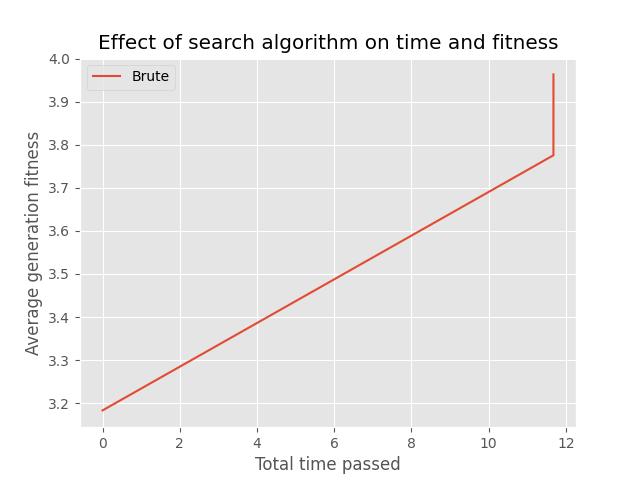 Effect of search algorithm on time and fitness
4.0
Brute
3.9
3.8
3.7
3.6
3.5
3.4
3.3
3.2
Average generation fitness
0 2 4 6 8 10 12
Total time passed